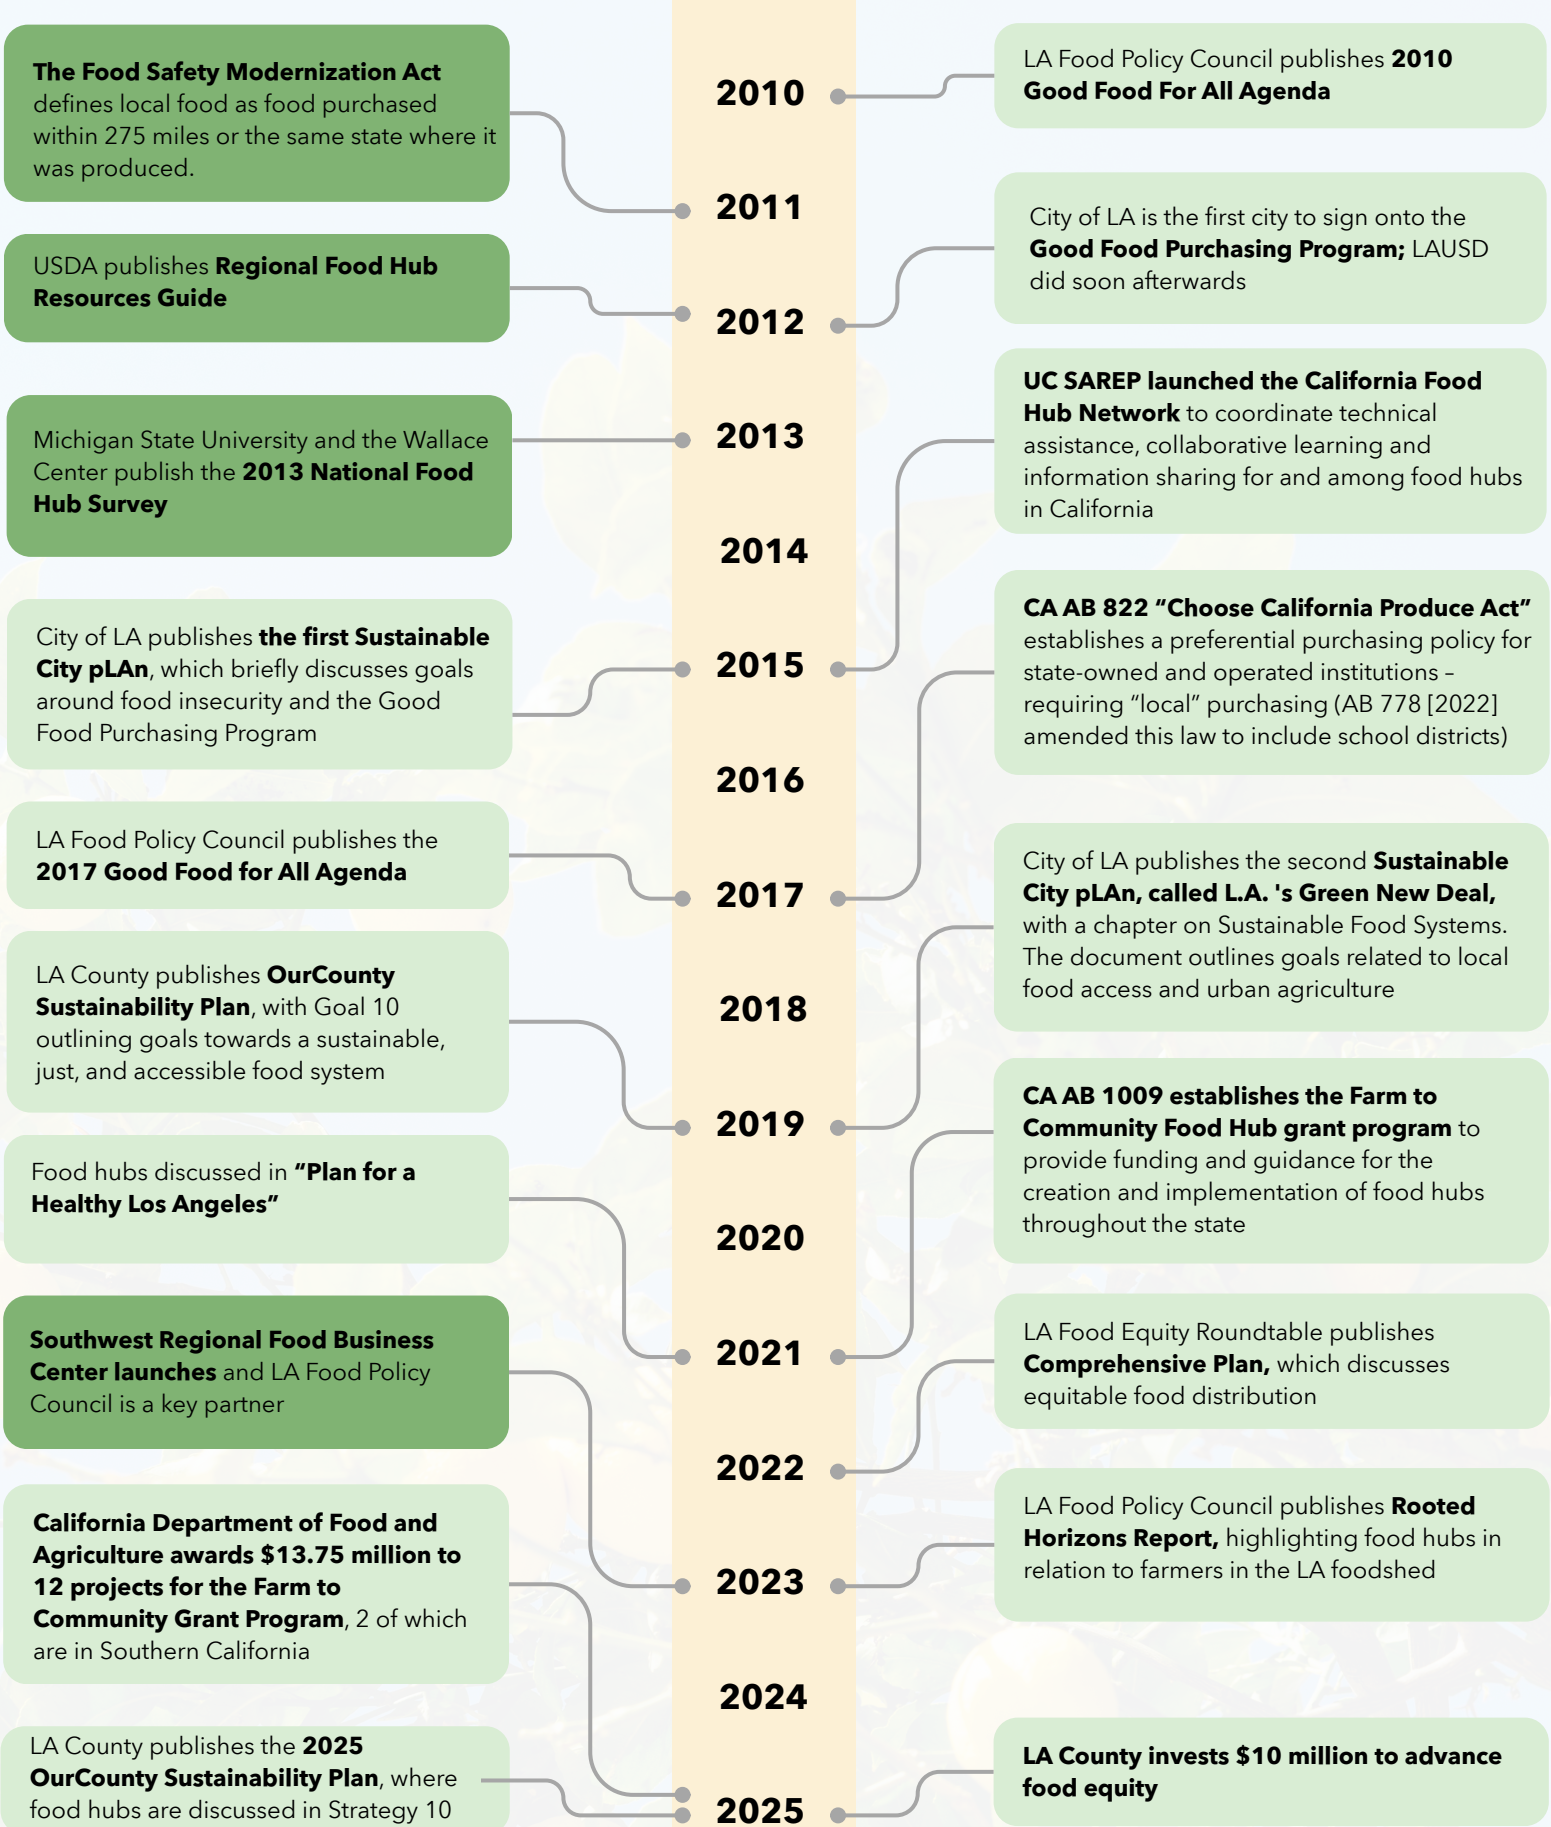 The Food Safety Modernization Act
defines local food as food purchased
within 275 miles or the same state where it
was produced.
USDA publishes Regional Food Hub
Resources Guide
Michigan State University and the Wallace
Center publish the 2013 National Food
Hub Survey
City of LA publishes the first Sustainable
City pLAn, which briefly discusses goals
around food insecurity and the Good
Food Purchasing Program
LA Food Policy Council publishes the
2017 Good Food for All Agenda
LA County publishes OurCounty
Sustainability Plan, with Goal 10
outlining goals towards a sustainable,
just, and accessible food system
Food hubs discussed in “Plan for a
Healthy Los Angeles”
Southwest Regional Food Business
Center launches and LA Food Policy
Council is a key partner
California Department of Food and
Agriculture awards $13.75 million to
12 projects for the Farm to
Community Grant Program, 2 of which
are in Southern California
LA County publishes the 2025
OurCounty Sustainability Plan, where
food hubs are discussed in Strategy 10
2010
2011
2012
2013
2014
2015
2016
2017
2018
2019
2020
2021
2022
2023
2024
2025
LA Food Policy Council publishes 2010
Good Food For All Agenda
City of LA is the first city to sign onto the
Good Food Purchasing Program; LAUSD
did soon afterwards
UC SAREP launched the California Food
Hub Network to coordinate technical
assistance, collaborative learning and
information sharing for and among food hubs
in California
CA AB 822 “Choose California Produce Act”
establishes a preferential purchasing policy for
state-owned and operated institutions –
requiring “local” purchasing (AB 778 [2022]
amended this law to include school districts)
City of LA publishes the second Sustainable
City pLAn, called L.A. 's Green New Deal,
with a chapter on Sustainable Food Systems.
The document outlines goals related to local
food access and urban agriculture
CA AB 1009 establishes the Farm to
Community Food Hub grant program to
provide funding and guidance for the
creation and implementation of food hubs
throughout the state
LA Food Equity Roundtable publishes
Comprehensive Plan, which discusses
equitable food distribution
LA Food Policy Council publishes Rooted
Horizons Report, highlighting food hubs in
relation to farmers in the LA foodshed
LA County invests $10 million to advance
food equity